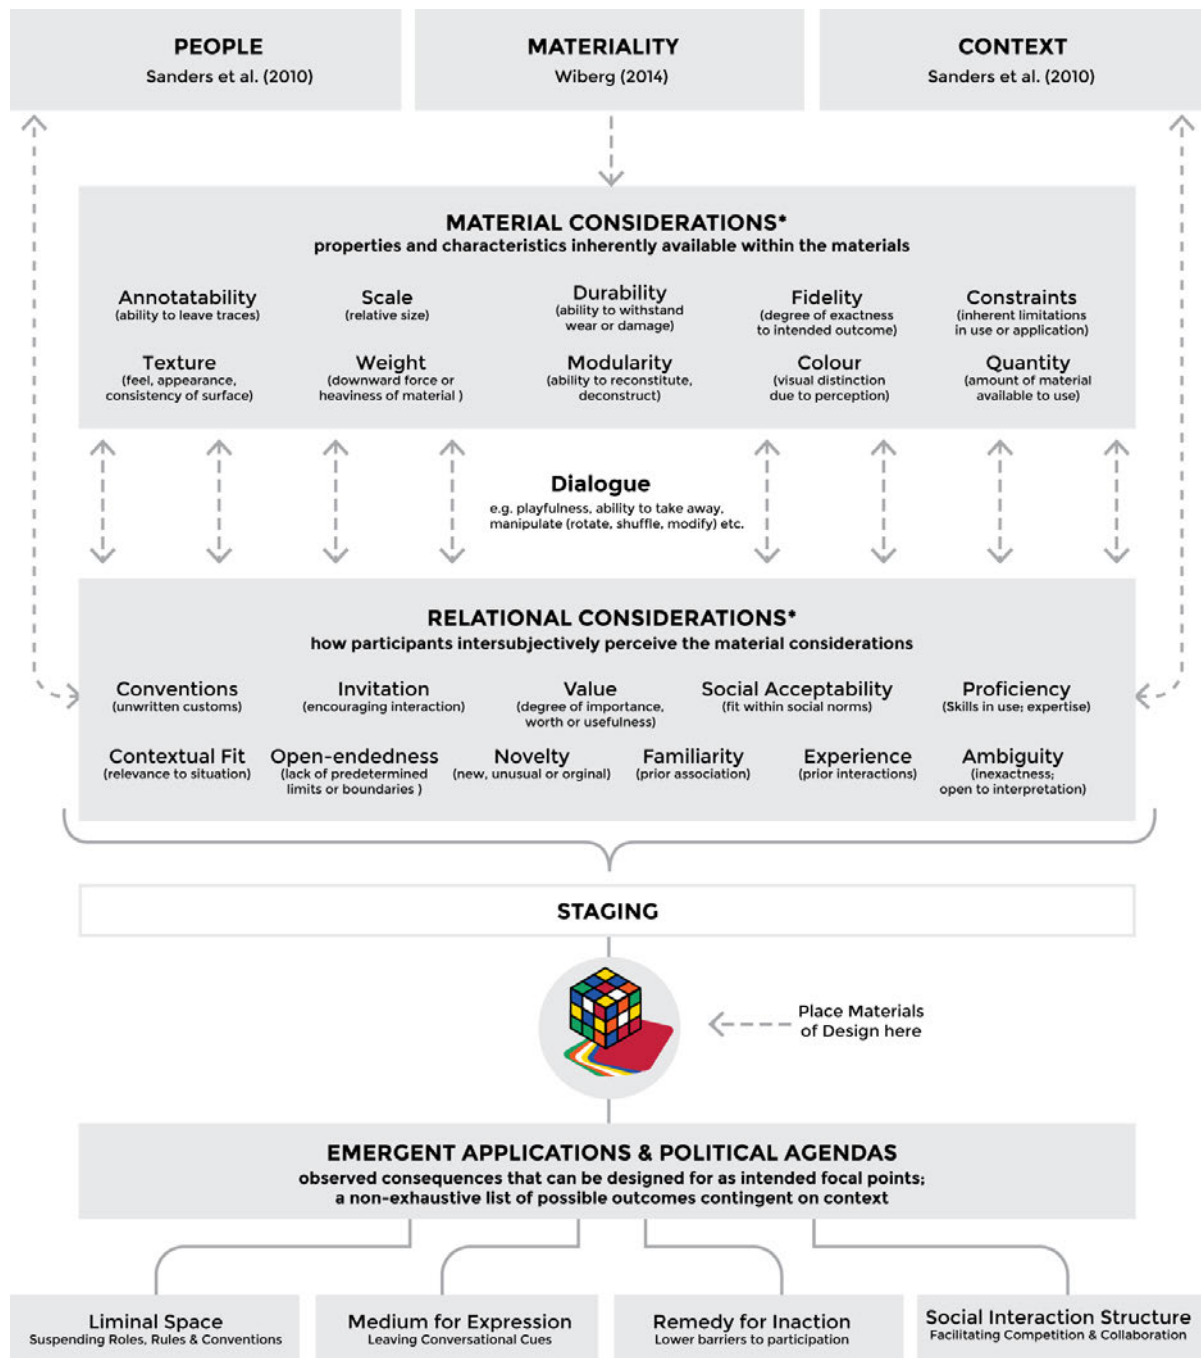 PEOPLE
Sanders et al. (2010)
MATERIALITY
Wiberg (2014)
CONTEXT
Sanders et al. (2010)
MATERIAL CONSIDERATIONS*
properties and characteristics inherently available within the materials
Annotatability
(ability to leave traces)
Scale
(relative size)
Durability
(ability to withstand
wear or damage)
Fidelity
(degree of exactness
to intended outcome)
Constraints
(inherent limitations
in use or application)
Texture
(feel, appearance,
consistency of surface)
Weight
(downward force or
heaviness of material )
Modularity
(ability to reconstitute,
deconstruct)
Colour
(visual distinction
due to perception)
Quantity
(amount of material
available to use)
Dialogue
e.g. playfulness, ability to take away,
manipulate (rotate, shuffle, modify) etc.
RELATIONAL CONSIDERATIONS*
how participants intersubjectively perceive the material considerations
Conventions
(unwritten customs)
Invitation
(encouraging interaction)
Value
(degree of importance,
worth or usefulness)
Social Acceptability
(fit within social norms)
Proficiency
(Skills in use; expertise)
Contextual Fit
(relevance to situation)
Open-endedness
(lack of predetermined
limits or boundaries )
Novelty
(new, unusual or orginal)
Familiarity
(prior association)
Experience
(prior interactions)
Ambiguity
(inexactness;
open to interpretation)
STAGING
Place Materials
of Design here
EMERGENT APPLICATIONS & POLITICAL AGENDAS
observed consequences that can be designed for as intended focal points;
a non-exhaustive list of possible outcomes contingent on context
Liminal Space
Suspending Roles, Rules & Conventions
Medium for Expression
Leaving Conversational Cues
Remedy for Inaction
Lower barriers to participation
Social Interaction Structure
Facilitating Competition & Collaboration